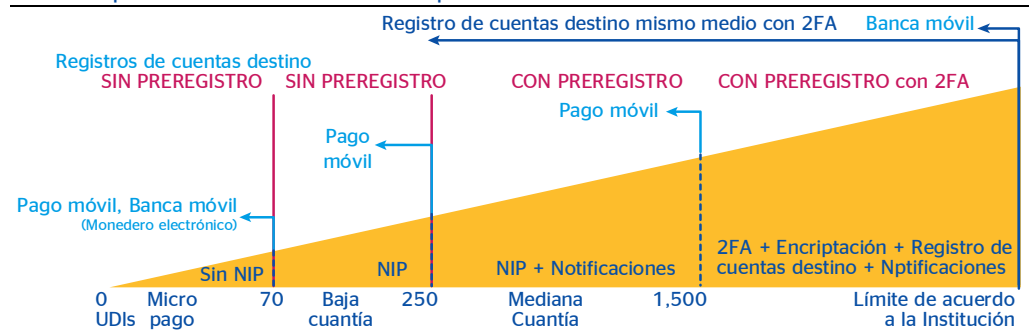 Registro de cuentas destino mismo medio con 2FA
Banca móvil
Registros de cuentas destino
SIN PREREGISTRO
SIN PREREGISTRO
CON PREREGISTRO
CON PREREGISTRO con 2FA
Pago móvil
Pago
móvil
Pago móvil, Banca móvil
(Monedero electrónico)
Sin NIP
NIP
NIP + Notificaciones
2FA + Encriptación + Registro de
cuentas destino + Nptificaciones
0
UDIs
Micro
pago
70
Baja
cuantía
250
Mediana
Cuantía
1,500
Límite de acuerdo
a la Institución